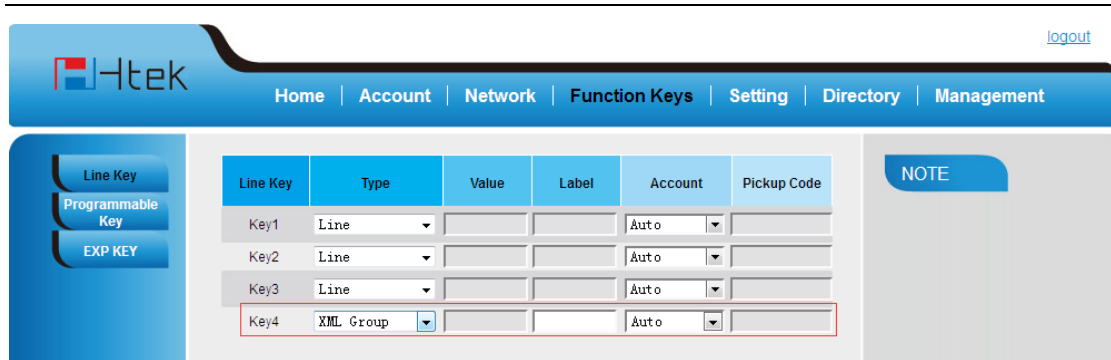 logout
Htek
Home | Account | Network | Function Keys | Setting | Directory | Management
Line Key
Programmable
Key
EXP KEY
Line Key Type Value Label Account Pickup Code
Key1 Line Auto
Key2 Line Auto
Key3 Line Auto
Key4 XML Group Auto
NOTE